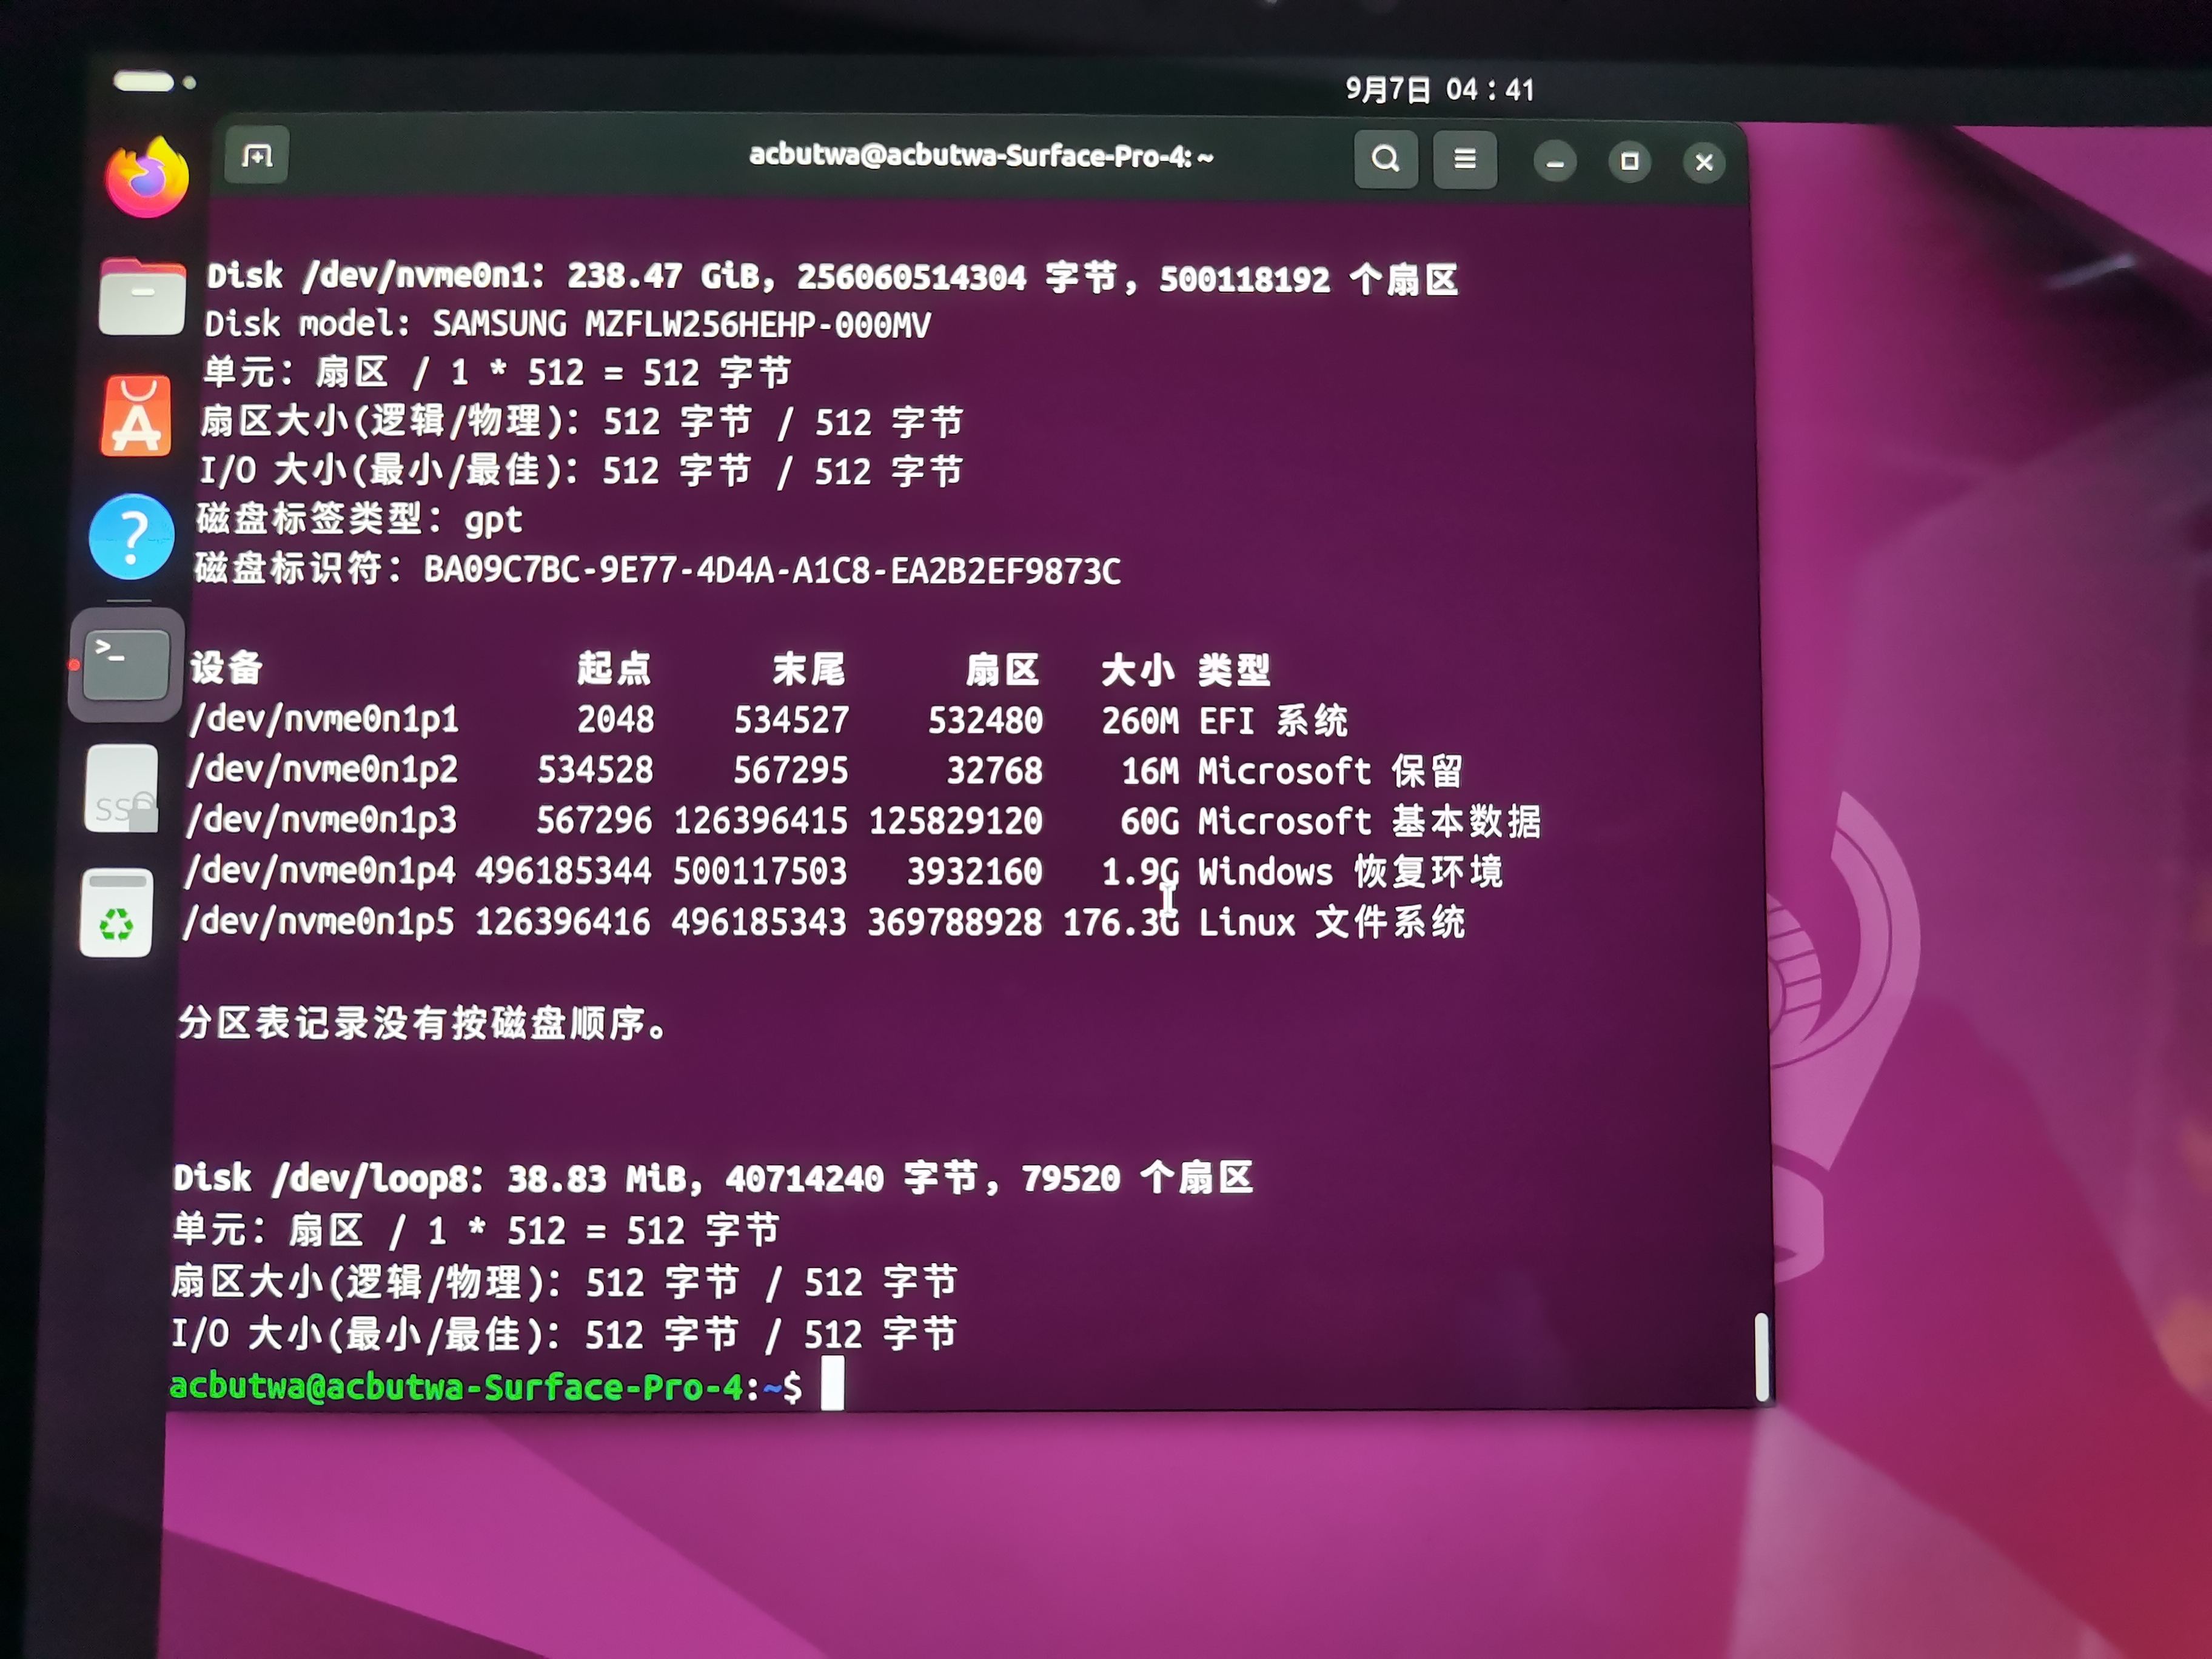 9月7日 04：41
acbutwa@acbutwa-Surface-Pro-4: ~
Disk /dev/nvme0n1：238.47 GiB，256060514304 字节，500118192 个扇区
Disk model: SAMSUNG MZFLW256HEHP-000MV
单元：扇区 / 1 * 512 = 512 字节
扇区大小(逻辑/物理)：512 字节 / 512 字节
I/O 大小(最小/最佳)：512 字节 / 512 字节
磁盘标签类型：gpt
磁盘标识符：BA09C7BC-9E77-4D4A-A1C8-EA2B2EF9873C
设备 起点 末尾 扇区 大小 类型
/dev/nvme0n1p1 2048 534527 532480 260M EFI 系统
/dev/nvme0n1p2 534528 567295 32768 16M Microsoft 保留
/dev/nvme0n1p3 567296 126396415 125829120 60G Microsoft 基本数据
/dev/nvme0n1p4 496185344 500117503 3932160 1.9G Windows 恢复环境
/dev/nvme0n1p5 126396416 496185343 369788928 176.3G Linux 文件系统
分区表记录没有按磁盘顺序。
Disk /dev/loop8：38.83 MiB，40714240 字节，79520 个扇区
单元：扇区 / 1 * 512 = 512 字节
扇区大小(逻辑/物理)：512 字节 / 512 字节
I/O 大小(最小/最佳)：512 字节 / 512 字节
acbutwa@acbutwa-Surface-Pro-4:~$